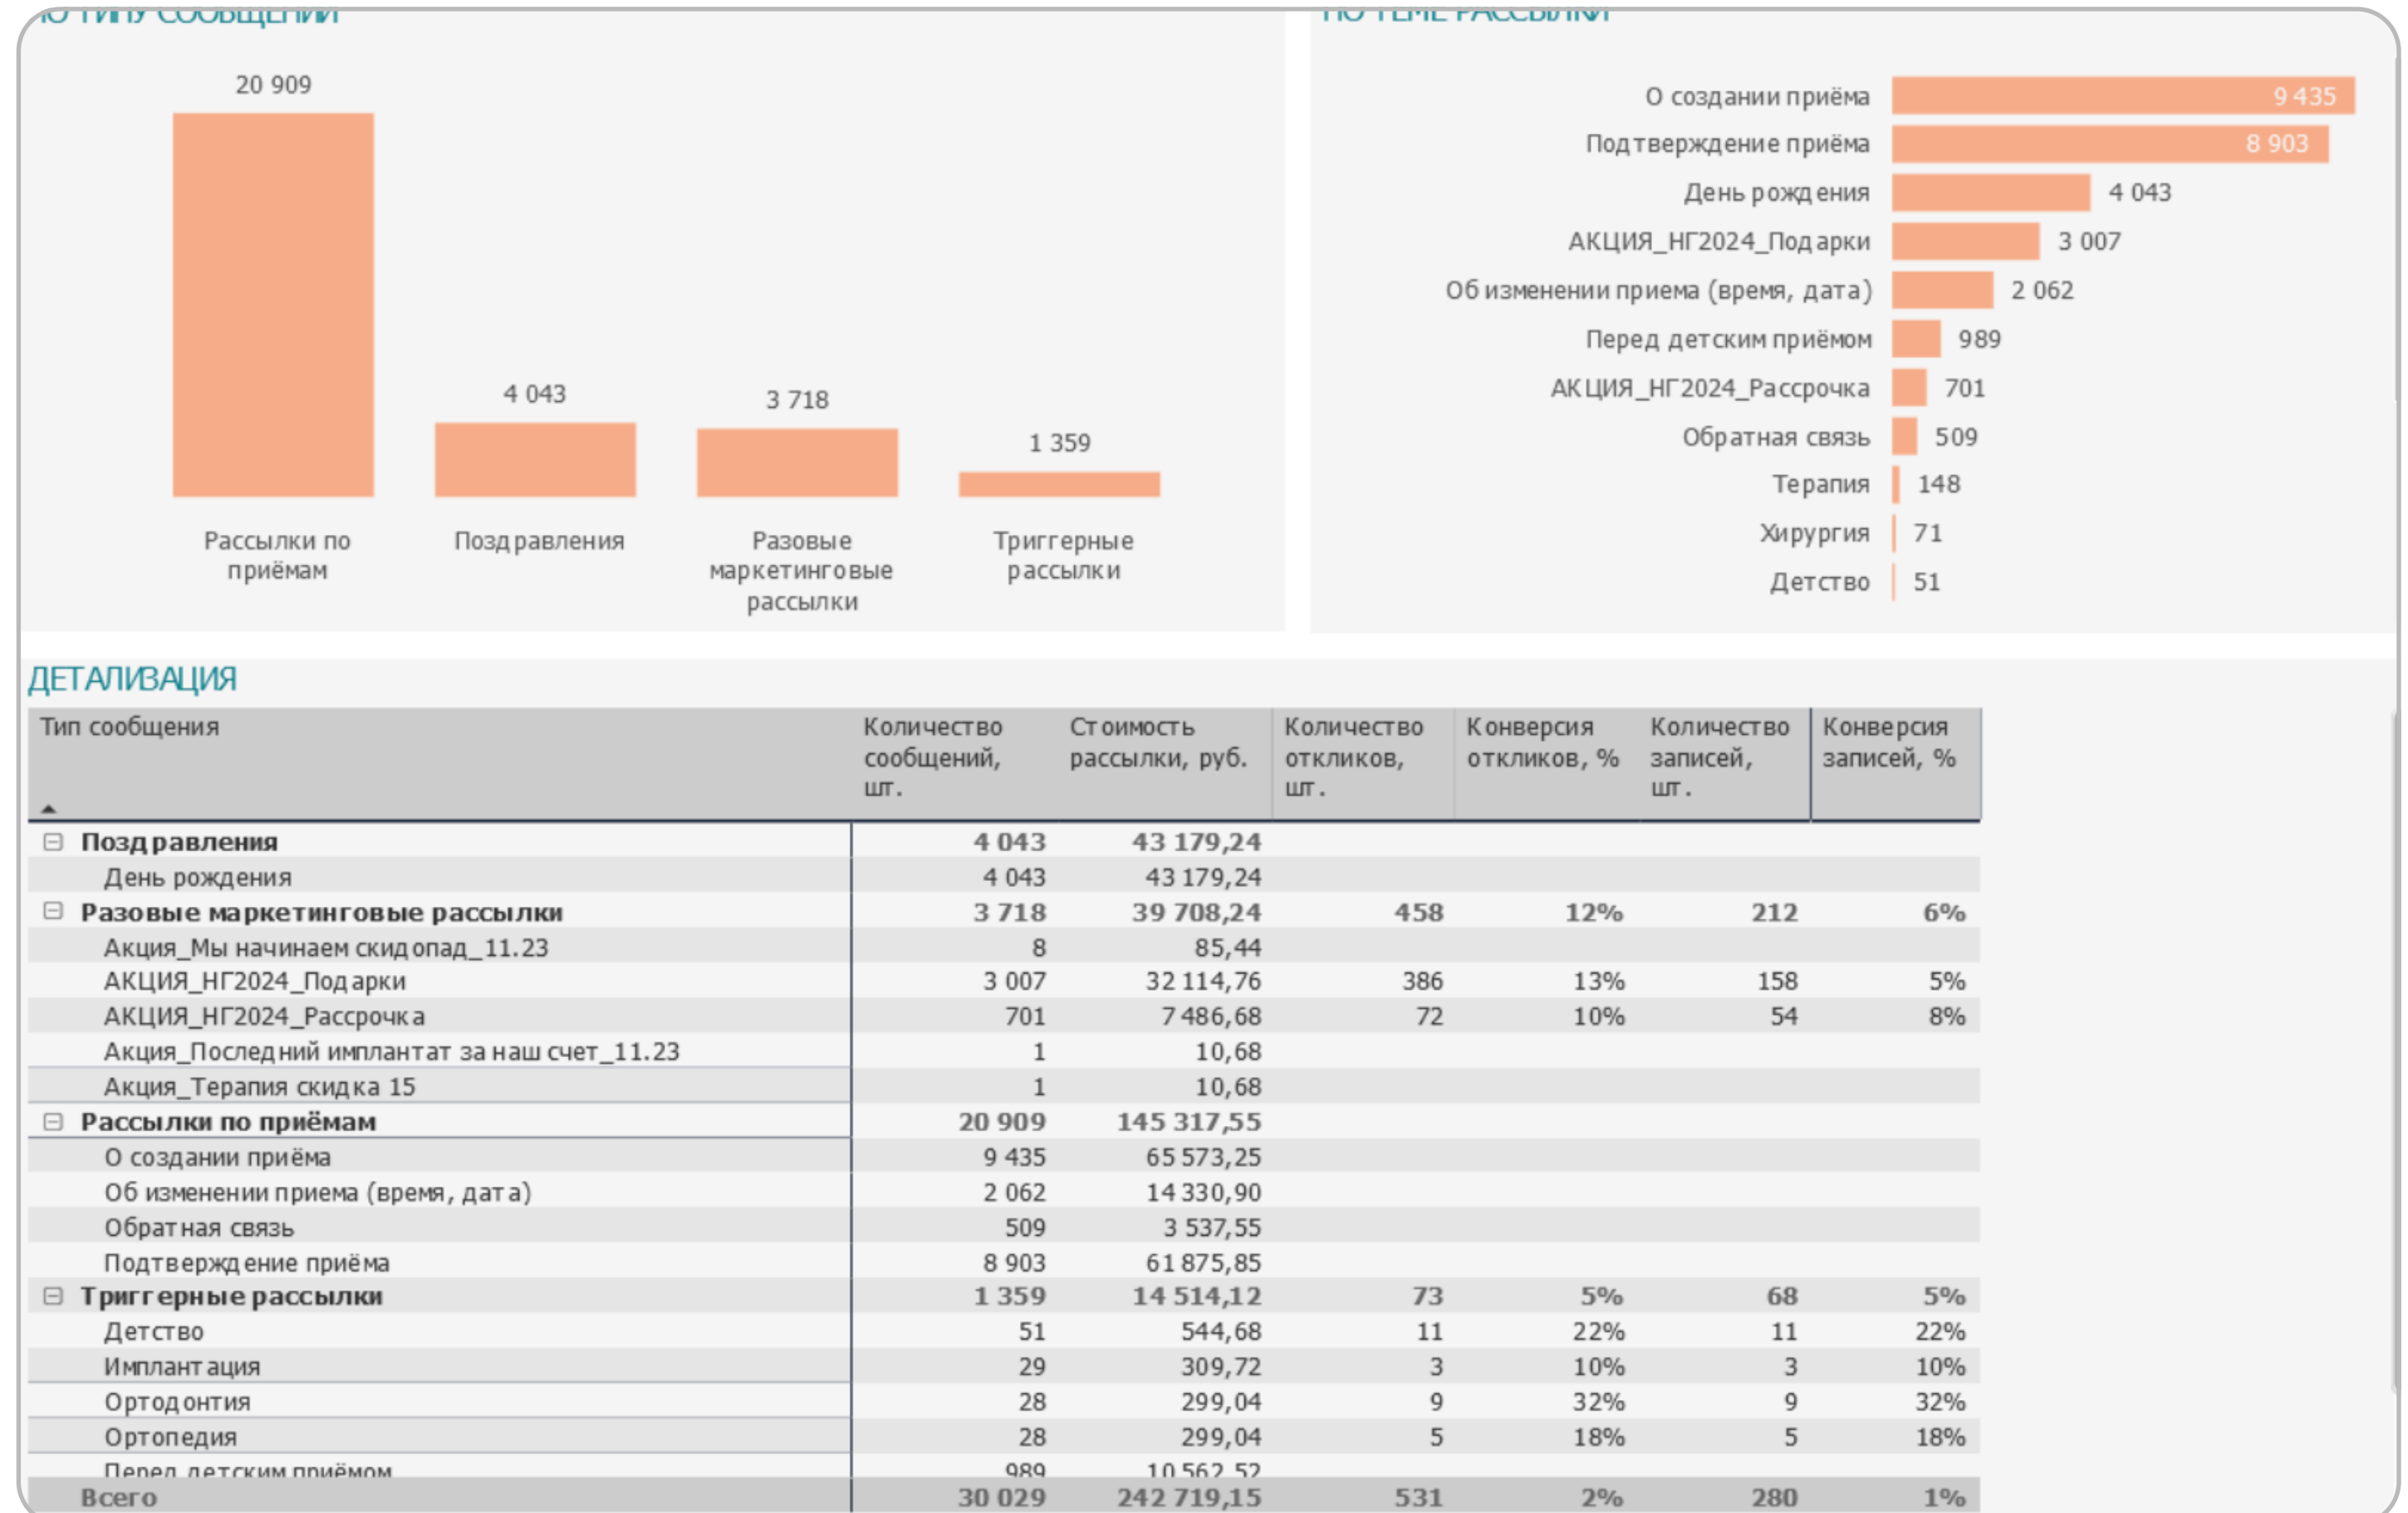 ПО ТИПУ СООБЩЕНИЙ
20 909
4 043
3 718
1 359
Рассылки по
приёмам
Поздравления
Разовые
маркетинговые
рассылки
Триггерные
рассылки
ПО ТЕМЕ РАССЫЛКИ
О создании приёма 9 435
Подтверждение приёма 8 903
День рождения 4 043
АКЦИЯ_НГ2024_Подарки 3 007
Об изменении приема (время, дата) 2 062
Перед детским приёмом 989
АКЦИЯ_НГ2024_Рассрочка 701
Обратная связь 509
Терапия 148
Хирургия 71
Детство 51
ДЕТАЛИЗАЦИЯ
Тип сообщения Количество Стоимость Количество Конверсия Количество Конверсия
сообщений, рассылки, руб. откликов, откликов, % записей, записей, %
шт. шт. шт.
Поздравления 4 043 43 179,24
День рождения 4 043 43 179,24
Разовые маркетинговые рассылки 3 718 39 708,24 458 12% 212 6%
Акция_Мы начинаем скидопад_11.23 8 85,44
АКЦИЯ_НГ2024_Подарки 3 007 32 114,76 386 13% 158 5%
АКЦИЯ_НГ2024_Рассрочка 701 7 486,68 72 10% 54 8%
Акция_Последний имплантат за наш счет_11.23 1 10,68
Акция_Терапия скидка 15 1 10,68
Рассылки по приёмам 20 909 145 317,55
О создании приёма 9 435 65 573,25
Об изменении приема (время, дата) 2 062 14 330,90
Обратная связь 509 3 537,55
Подтверждение приёма 8 903 61 875,85
Триггерные рассылки 1 359 14 514,12 73 5% 68 5%
Детство 51 544,68 11 22% 11 22%
Имплантация 29 309,72 3 10% 3 10%
Ортодонтия 28 299,04 9 32% 9 32%
Ортопедия 28 299,04 5 18% 5 18%
Перед детским приёмом 989 10 562,52
Всего 30 029 242 719,15 531 2% 280 1%